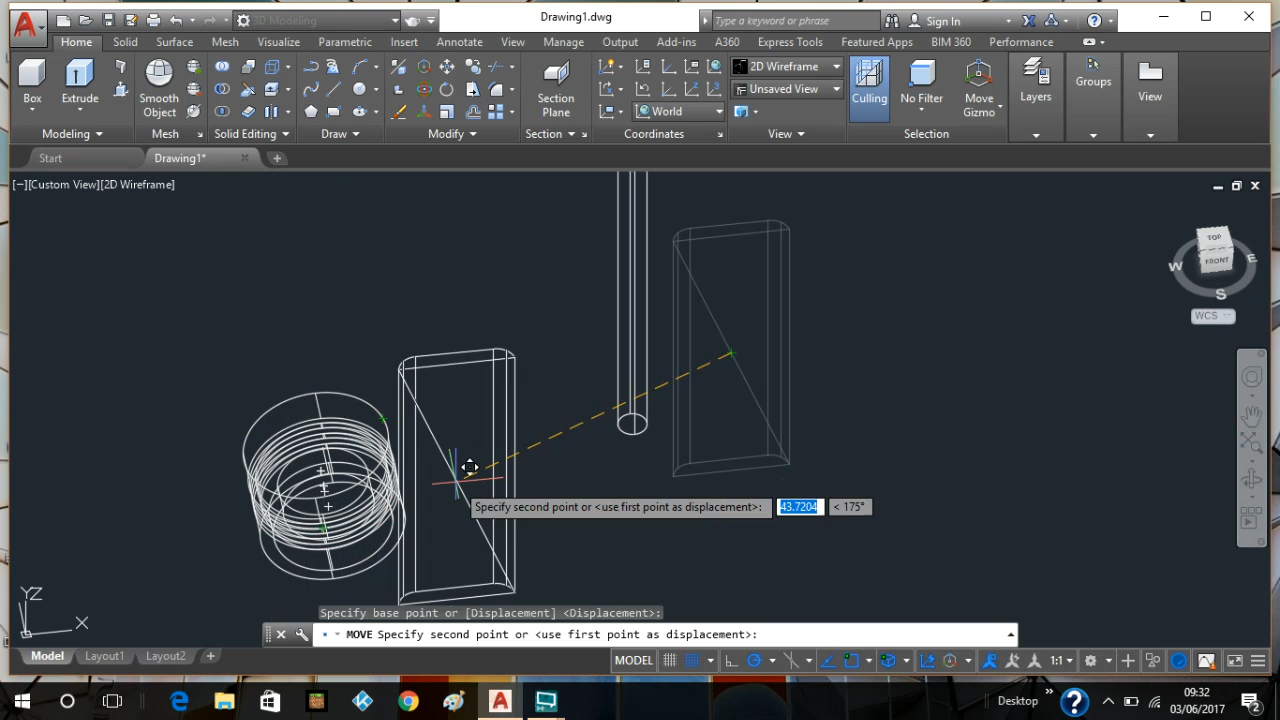 3D Modeling
Drawing1.dwg
Type a keyword or phrase
Sign In
Home Solid Surface Mesh Visualize Parametric Insert Annotate View Manage Output Add-ins A360 Express Tools Featured Apps BIM 360 Performance
2D Wireframe
Unsaved View
World
Box
Extrude
Smooth
Object
Section
Plane
Culling
No Filter
Move
Gizmo
Layers
Groups
View
Modeling Mesh Solid Editing Draw Modify Section Coordinates View Selection
Start Drawing1* +
[−][Custom View][2D Wireframe]
TOP
FRONT
W E
S
WCS
Specify second point or <use first point as displacement>: 43.7204 < 175°
YZ
X
Specify base point or [Displacement] <Displacement>:
MOVE Specify second point or <use first point as displacement>:
Model Layout1 Layout2 +
MODEL 1:1
Desktop
09:32
03/06/2017
2